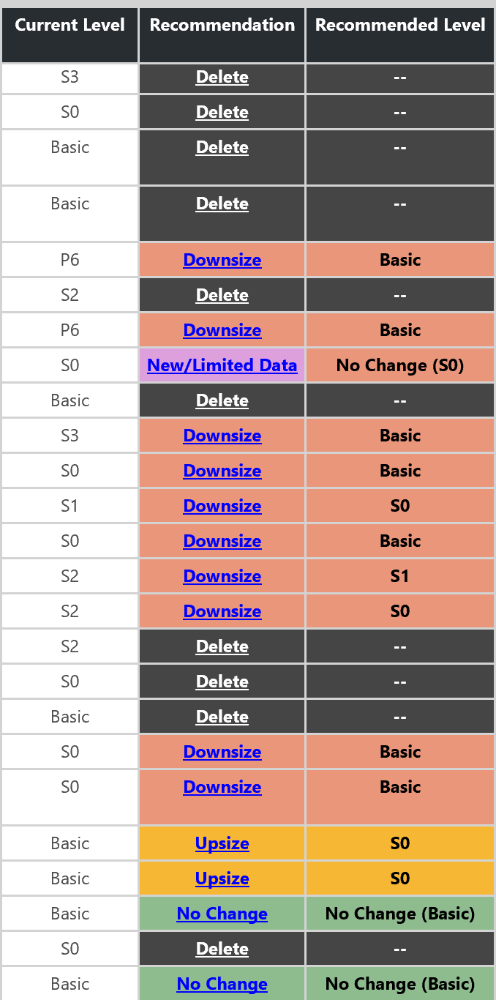 Current Level Recommendation Recommended Level
S3 Delete --
S0 Delete --
Basic Delete --
Basic Delete --
P6 Downsize Basic
S2 Delete --
P6 Downsize Basic
S0 New/Limited Data No Change (S0)
Basic Delete --
S3 Downsize Basic
S0 Downsize Basic
S1 Downsize S0
S0 Downsize Basic
S2 Downsize S1
S2 Downsize S0
S2 Delete --
S0 Delete --
Basic Delete --
S0 Downsize Basic
S0 Downsize Basic
Basic Upsize S0
Basic Upsize S0
Basic No Change No Change (Basic)
S0 Delete --
Basic No Change No Change (Basic)